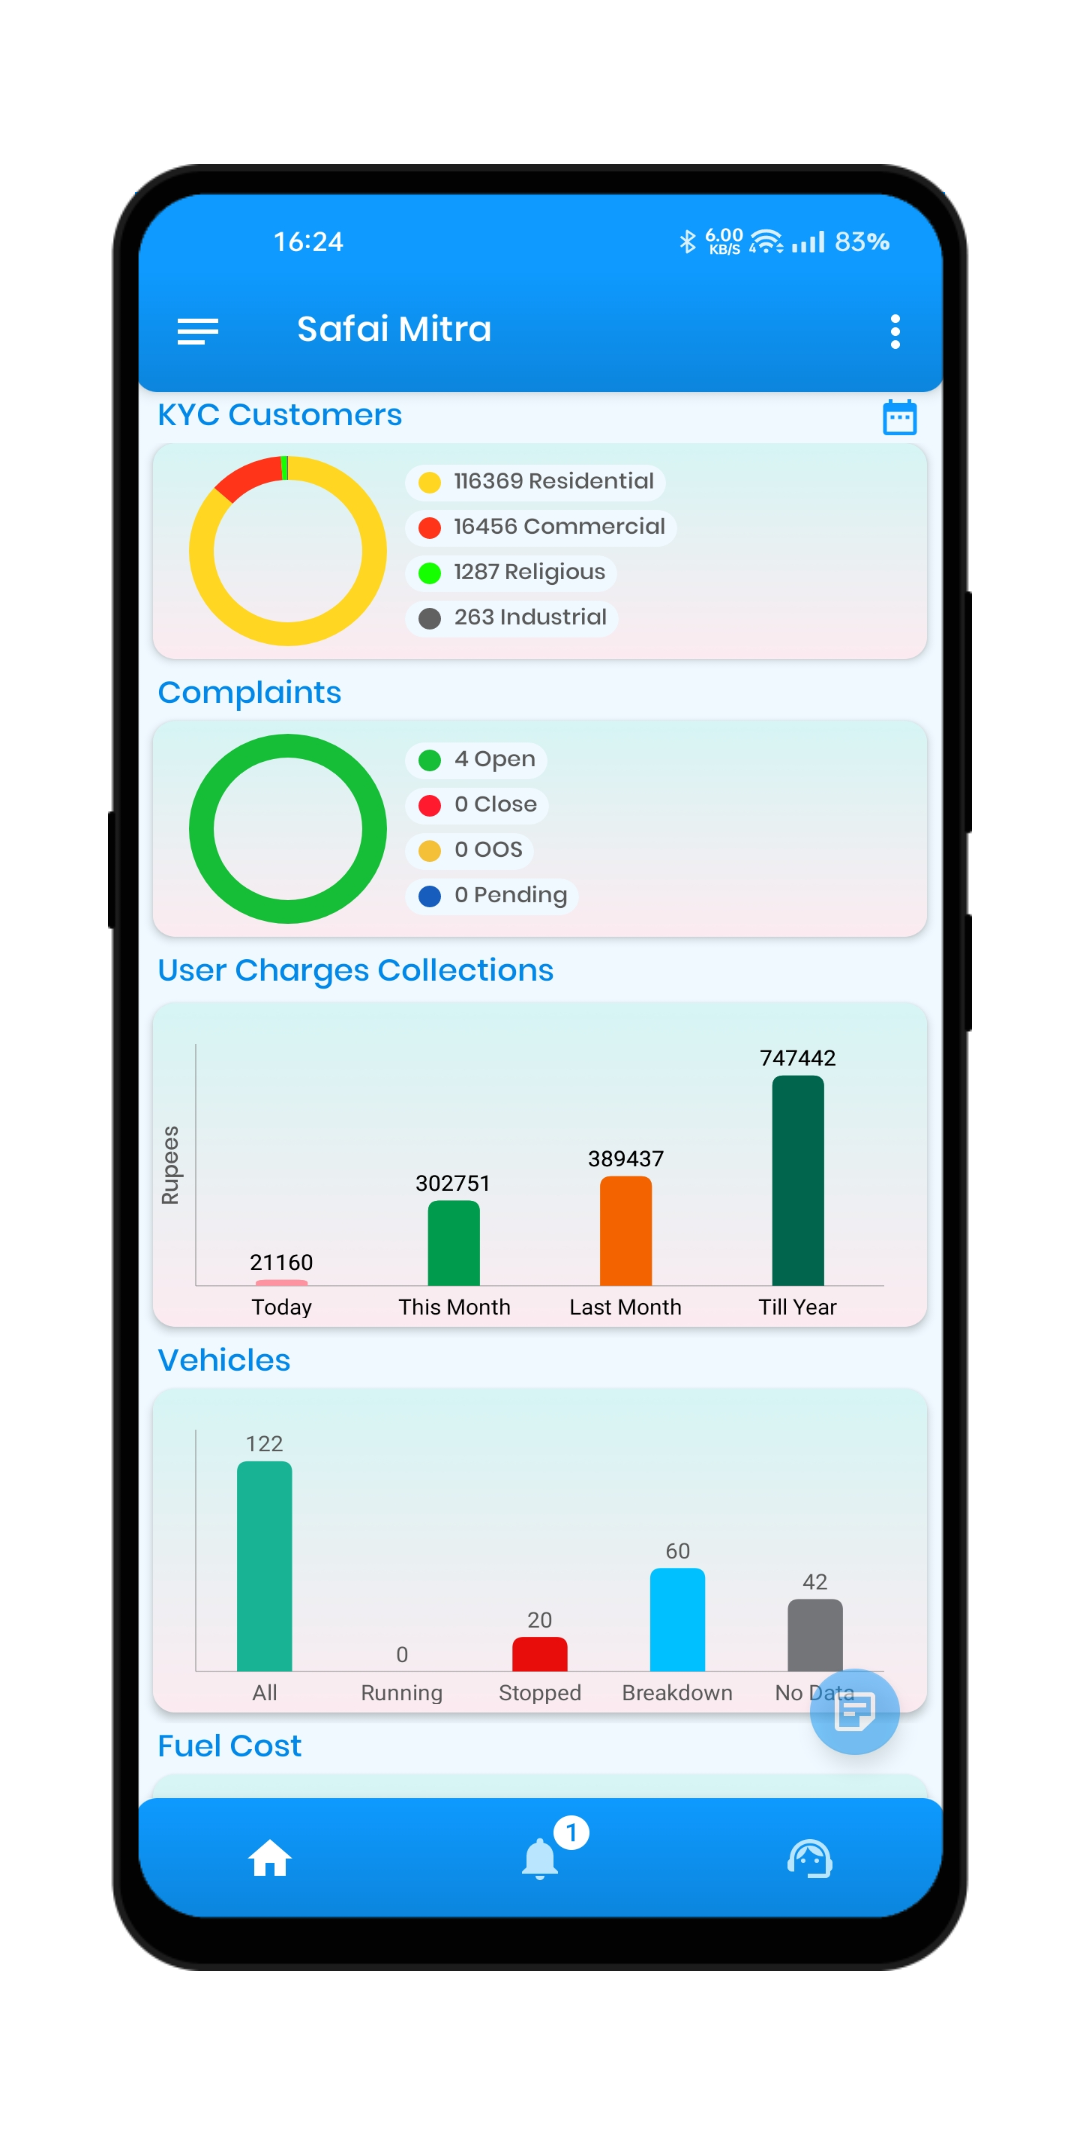 16:24 6.00 KB/S 4 83%
Safai Mitra
KYC Customers
116369 Residential
16456 Commercial
1287 Religious
263 Industrial
Complaints
4 Open
0 Close
0 OOS
0 Pending
User Charges Collections
Rupees
21160 302751 389437 747442
Today This Month Last Month Till Year
Vehicles
122 0 20 60 42
All Running Stopped Breakdown No Data
Fuel Cost
1